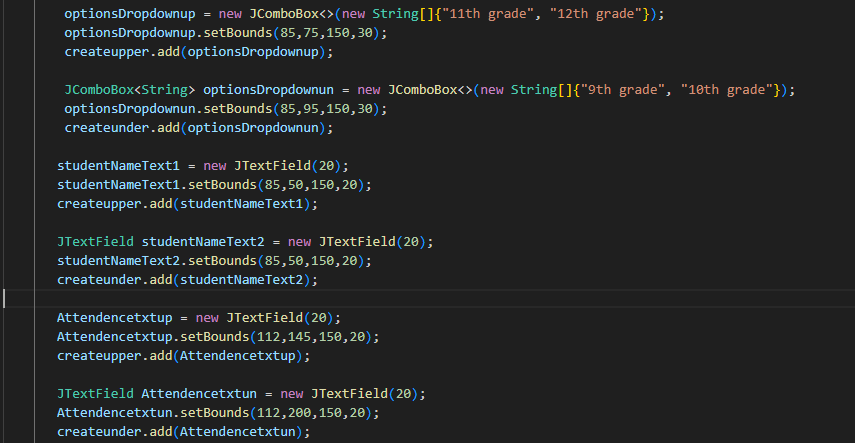 optionsDropdownup = new JComboBox<>(new String[]{"11th grade", "12th grade"});
optionsDropdownup.setBounds(85,75,150,30);
createupper.add(optionsDropdownup);
JComboBox<String> optionsDropdownun = new JComboBox<>(new String[]{"9th grade", "10th grade"});
optionsDropdownun.setBounds(85,95,150,30);
createunder.add(optionsDropdownun);
studentNameText1 = new JTextField(20);
studentNameText1.setBounds(85,50,150,20);
createupper.add(studentNameText1);
JTextField studentNameText2 = new JTextField(20);
studentNameText2.setBounds(85,50,150,20);
createunder.add(studentNameText2);
Attendencetxtup = new JTextField(20);
Attendencetxtup.setBounds(112,145,150,20);
createupper.add(Attendencetxtup);
JTextField Attendencetxtun = new JTextField(20);
Attendencetxtun.setBounds(112,200,150,20);
createunder.add(Attendencetxtun);